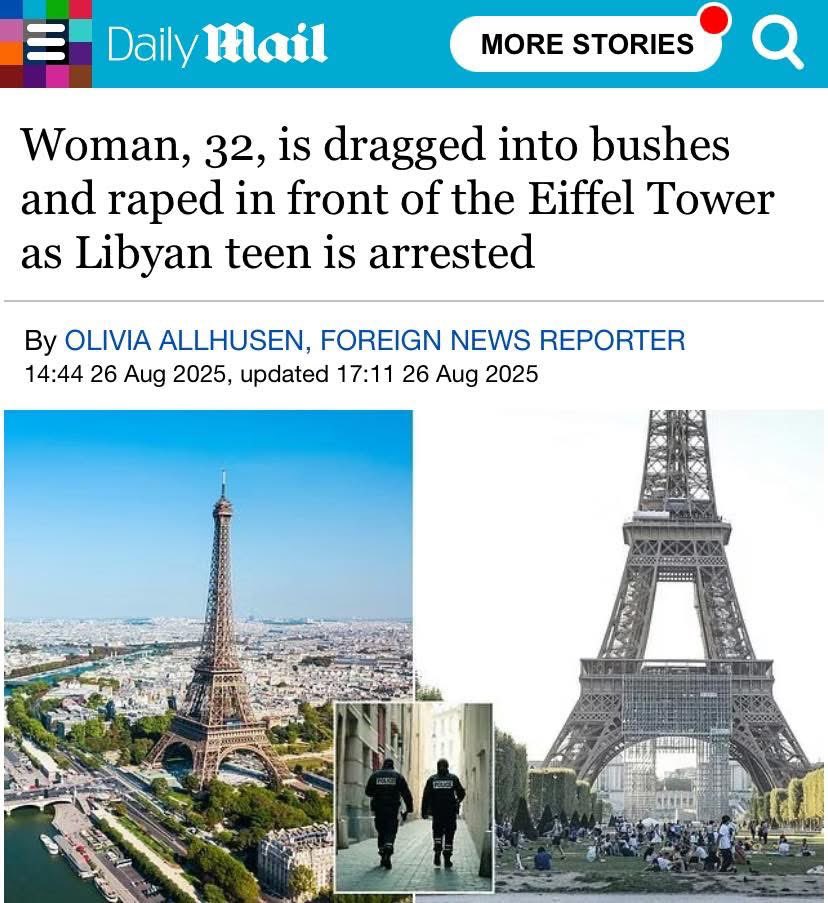 Daily Mail
MORE STORIES
Woman, 32, is dragged into bushes
and raped in front of the Eiffel Tower
as Libyan teen is arrested
By OLIVIA ALLHUSEN, FOREIGN NEWS REPORTER
14:44 26 Aug 2025, updated 17:11 26 Aug 2025
POLICE
POLICE